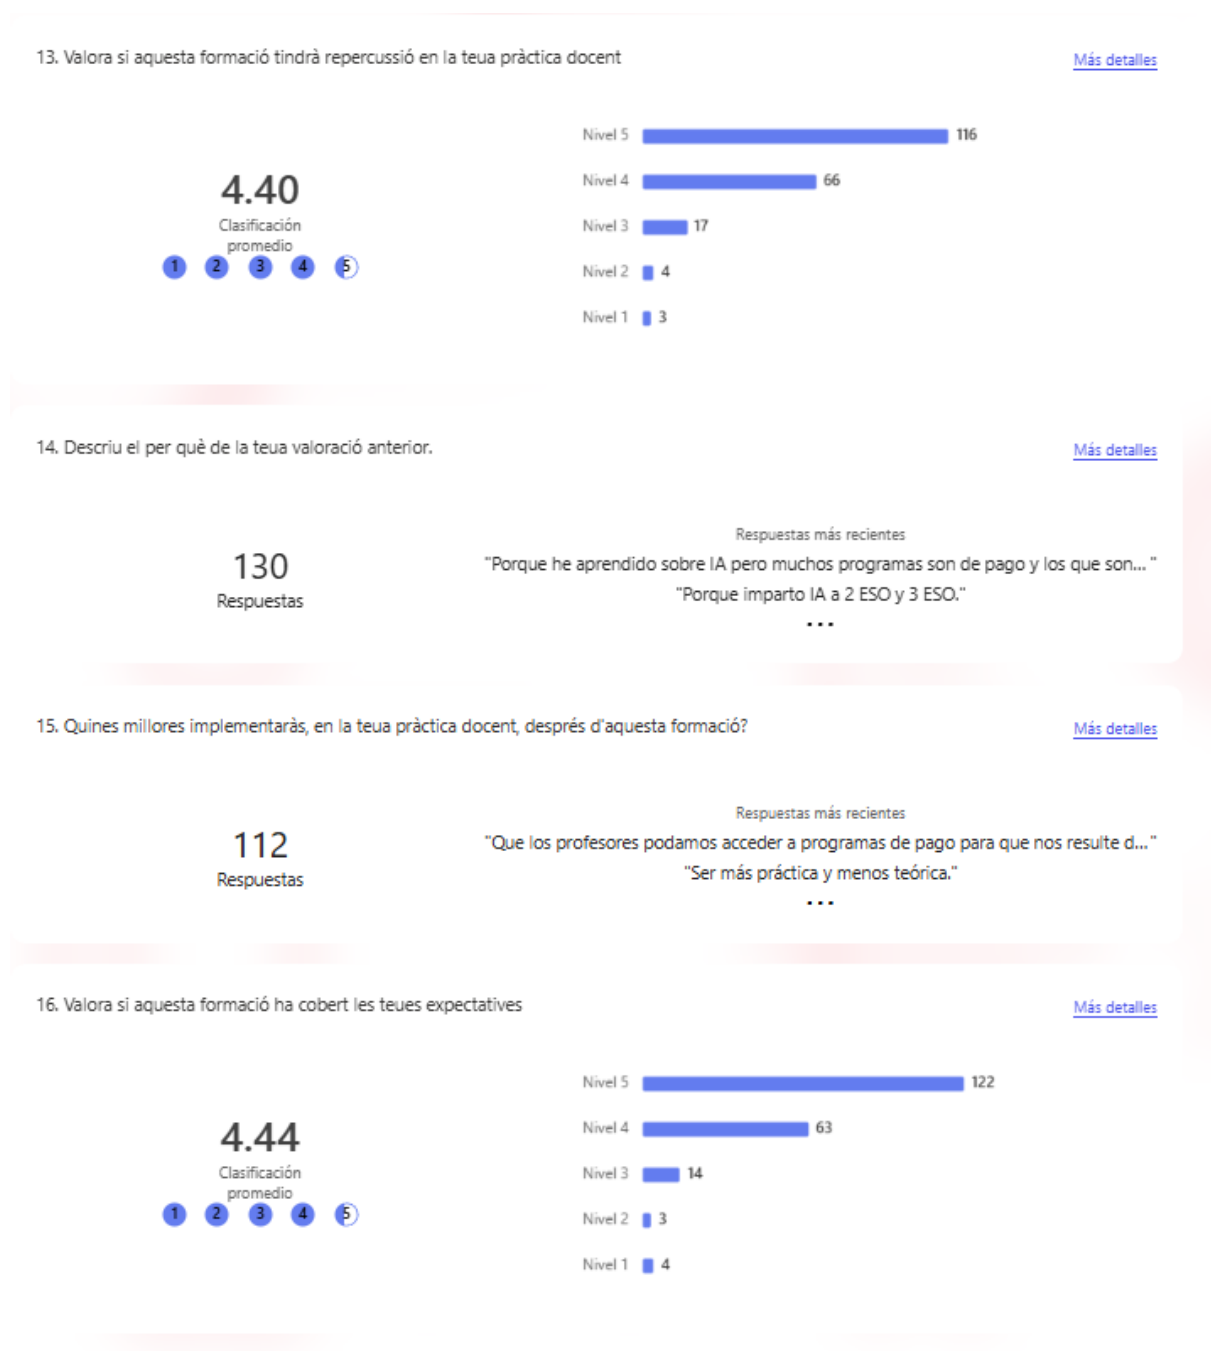 13. Valora si aquesta formació tindrà repercussió en la teua pràctica docent
Más detalles
4.40
Clasificación
promedio
1 2 3 4 5
Nivel 5 116
Nivel 4 66
Nivel 3 17
Nivel 2 4
Nivel 1 3
14. Descriu el per què de la teua valoració anterior.
Más detalles
130
Respuestas
Respuestas más recientes
"Porque he aprendido sobre IA pero muchos programas son de pago y los que son... "
"Porque imparto IA a 2 ESO y 3 ESO."
...
15. Quines millores implementaràs, en la teua pràctica docent, després d'aquesta formació?
Más detalles
112
Respuestas
Respuestas más recientes
"Que los profesores podamos acceder a programas de pago para que nos resulte d... "
"Ser más práctica y menos teórica."
...
16. Valora si aquesta formació ha cobert les teues expectatives
Más detalles
4.44
Clasificación
promedio
1 2 3 4 5
Nivel 5 122
Nivel 4 63
Nivel 3 14
Nivel 2 3
Nivel 1 4